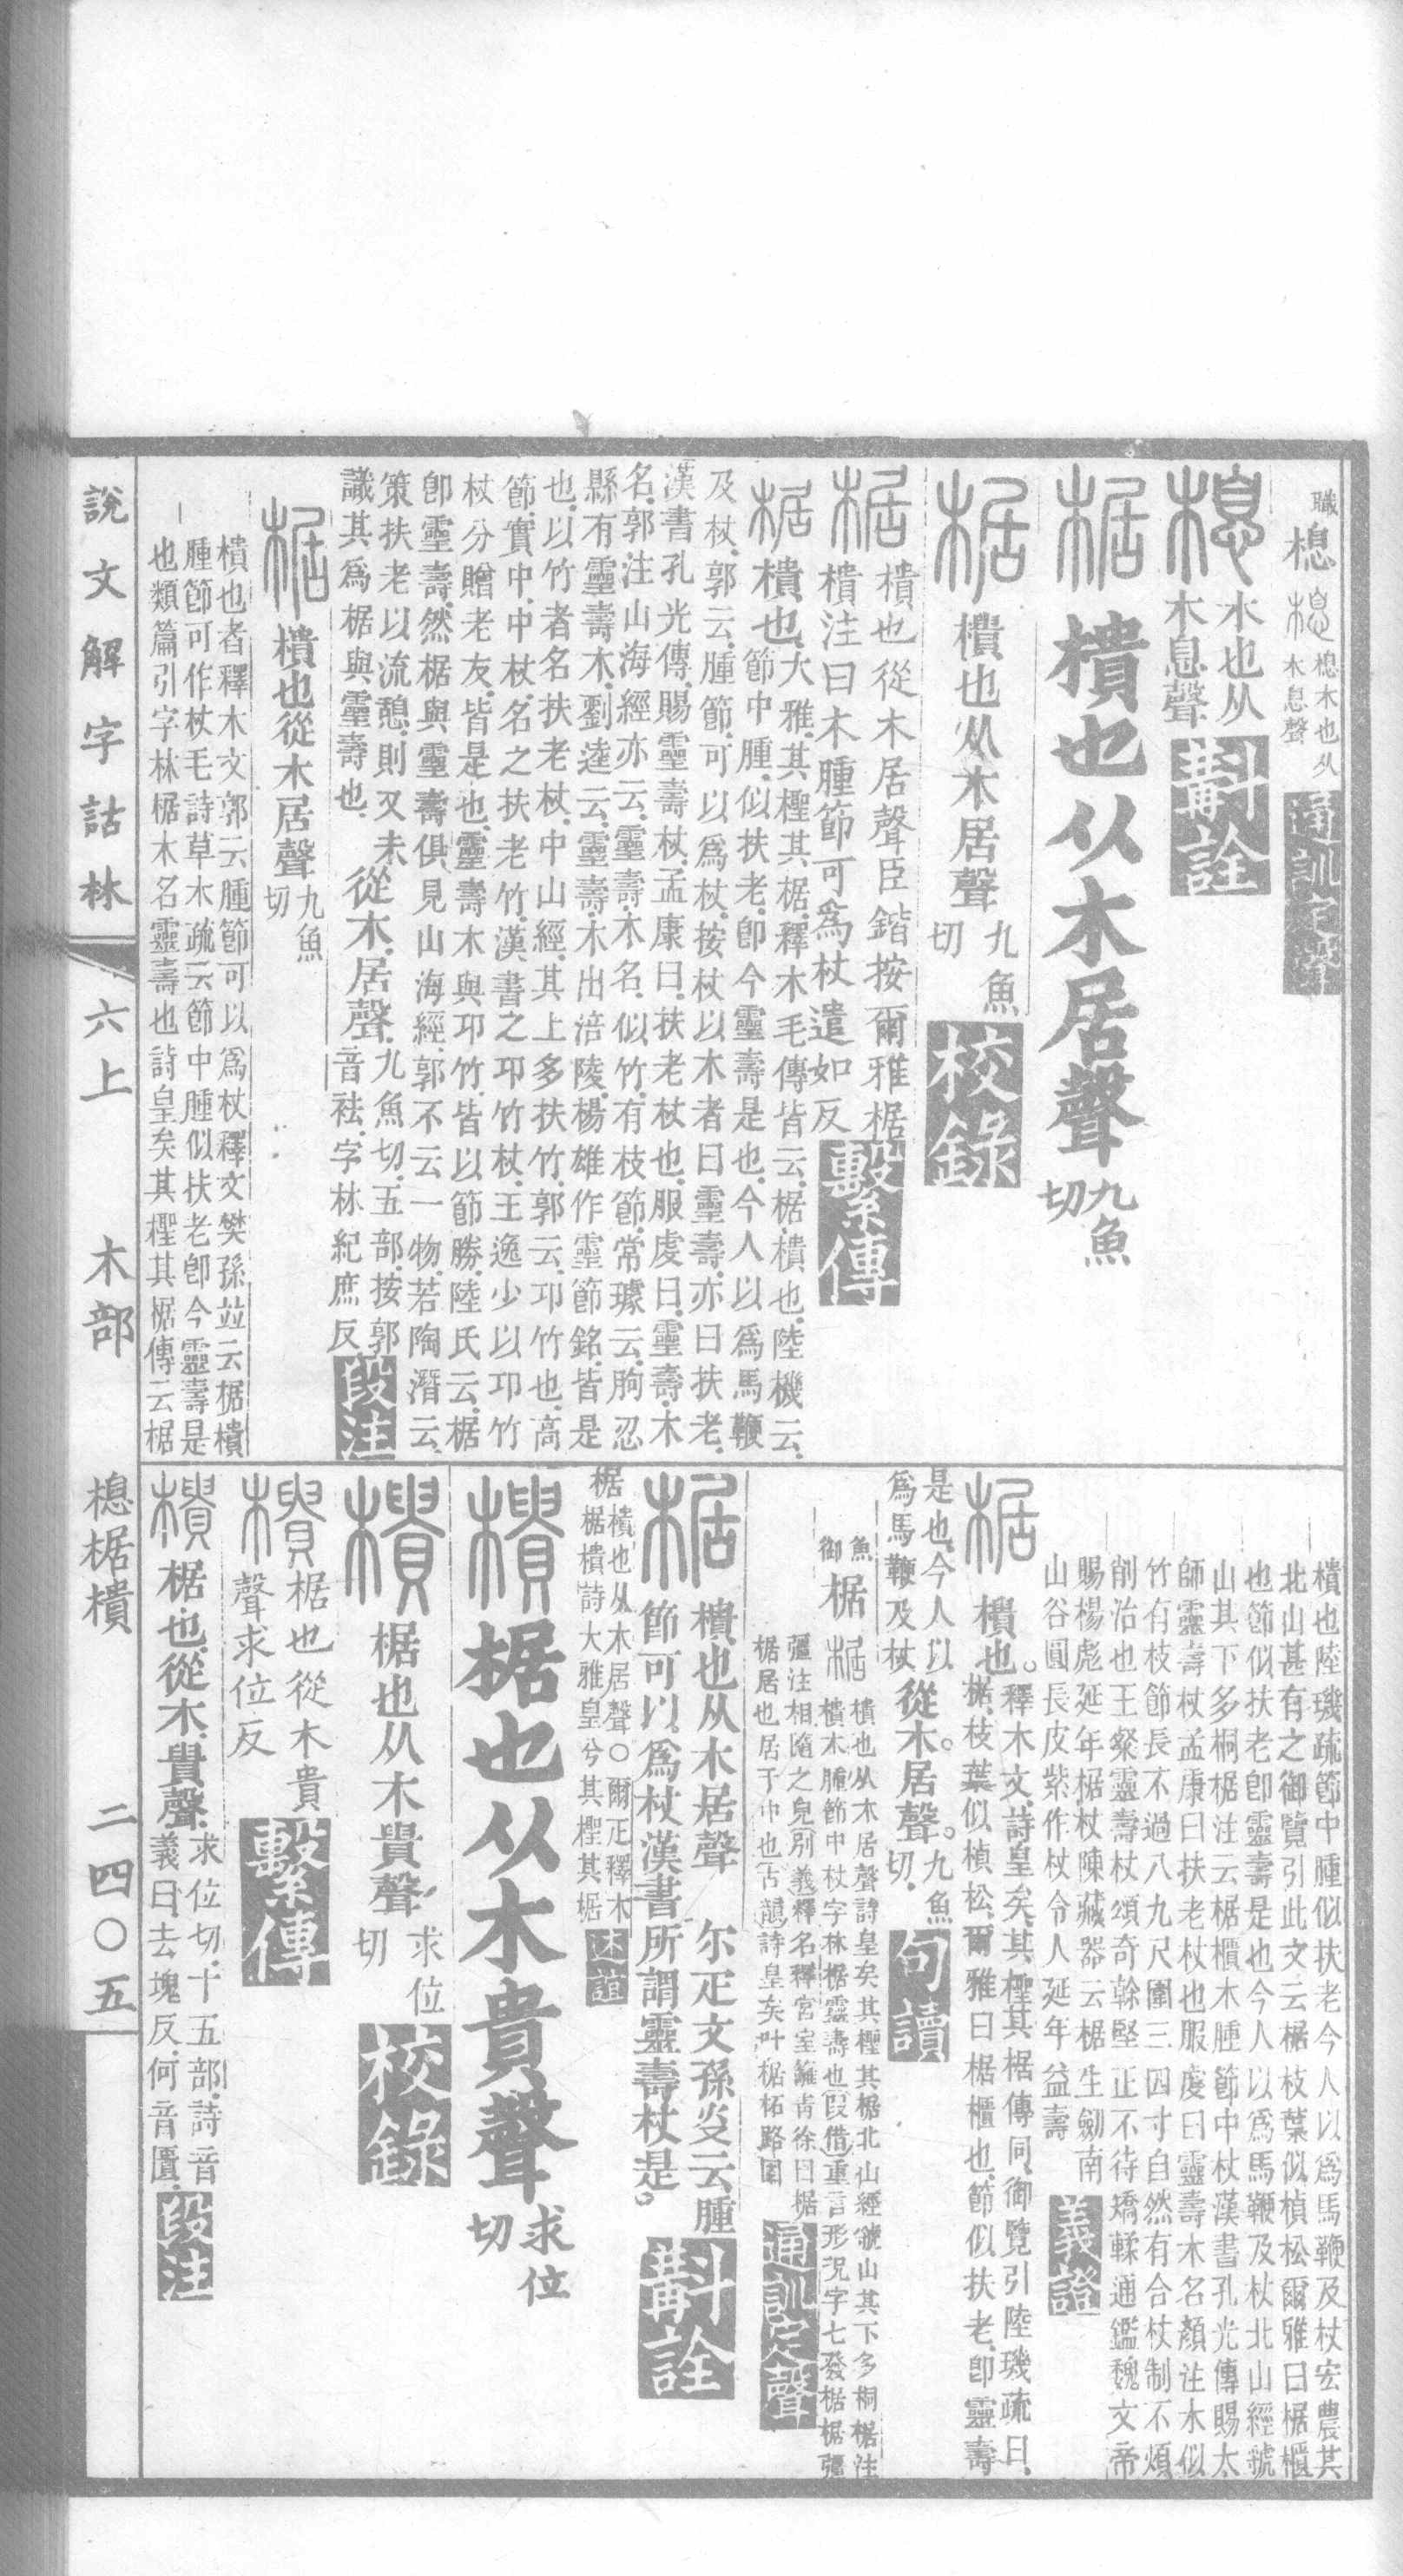 職 楒 楒木也从
木息聲 通訓定聲
木也从
木息聲 斠詮
樻也从木居聲 九魚
切
樻也从木居聲 九魚
切 校錄
樻也從木居聲臣鍇按爾雅椐
樻注曰木腫節可爲杖遣如反 繫傳
樻也大雅其檉其椐釋木毛傳皆云椐樻也陸機云
節中腫似扶老卽今靈壽是也今人以爲馬鞭
及杖郭云腫節可以爲杖按杖以木者曰靈壽亦曰扶老
漢書孔光傳賜靈壽杖孟康曰扶老杖也服虔曰靈壽木
名郭注山海經亦云靈壽木名似竹有枝節常璩云朐忍
縣有靈壽木劉逵云靈壽木出涪陵楊雄作靈節銘皆是
也以竹者名扶老杖中山經其上多扶竹郭云邛竹也高
節實中中杖名之扶老竹漢書之邛竹杖王逸少以邛竹
杖分贈老友皆是也靈壽木與邛竹皆以節勝陸氏云椐
卽靈壽然椐與靈壽俱見山海經郭不云一物若陶潛云
策扶老以流憩則又未
識其爲椐與靈壽也 從木居聲 九魚切五部按郭
音祛字林紀庶反 段注
樻也從木居聲 九魚
切
樻也者釋木文郭云腫節可以爲杖釋文樊孫竝云椐樻
腫節可作杖毛詩草木疏云節中腫似扶老卽今靈壽是
也類篇引字林椐木名靈壽也詩皇矣其檉其椐傳云椐
樻也陸璣疏節中腫似扶老今人以爲馬鞭及杖宏農共
北山甚有之御覽引此文云椐枝葉似楨松爾雅曰椐櫃
也節似扶老卽靈壽是也今人以爲馬鞭及杖北山經虢
山其下多桐椐注云椐樻木腫節中杖漢書孔光傳賜太
師靈壽杖孟康曰扶老杖也服虔曰靈壽木名顏注木似
竹有枝節長不過八九尺圍三四寸自然有合杖制不煩
削治也王粲靈壽杖頌奇幹堅正不待矯輮通鑑魏文帝
賜楊彪延年椐杖陳藏器云椐生劒南
山谷圓長皮紫作杖令人延年益壽 義證
樻也。釋木文詩皇矣其檉其椐傳同御覽引陸璣疏曰
椐枝葉似楨松爾雅曰椐櫃也節似扶老卽靈壽
是也今人以
爲馬鞭及杖 從木。居聲。九魚
切 句讀
魚
御 椐 樻也从木居聲詩皇矣其檉其椐北山經虢山其下多桐椐注
樻木腫節中杖字林椐靈壽也叚借重言形況字七發椐椐彊
彊注相隨之皃別義釋名釋宮室籬靑徐曰椐
椐居也居于中也古韻詩皇矣叶椐柘路固 通訓定聲
樻也从木居聲 尔疋文孫炎云腫
節可以爲杖漢書所謂靈壽杖是。 斠詮
椐 樻也从木居聲〇爾疋釋木
椐樻詩大雅皇兮其檉其椐 述誼
椐也从木貴聲 求位
切
椐也从木貴聲 求位
切 校錄
椐也從木貴
聲求位反 繫傳
椐也從木貴聲 求位切十五部詩音
義曰去塊反何音匱 段注
說文解字詁林 六上 木部 楒椐樻 二四〇五